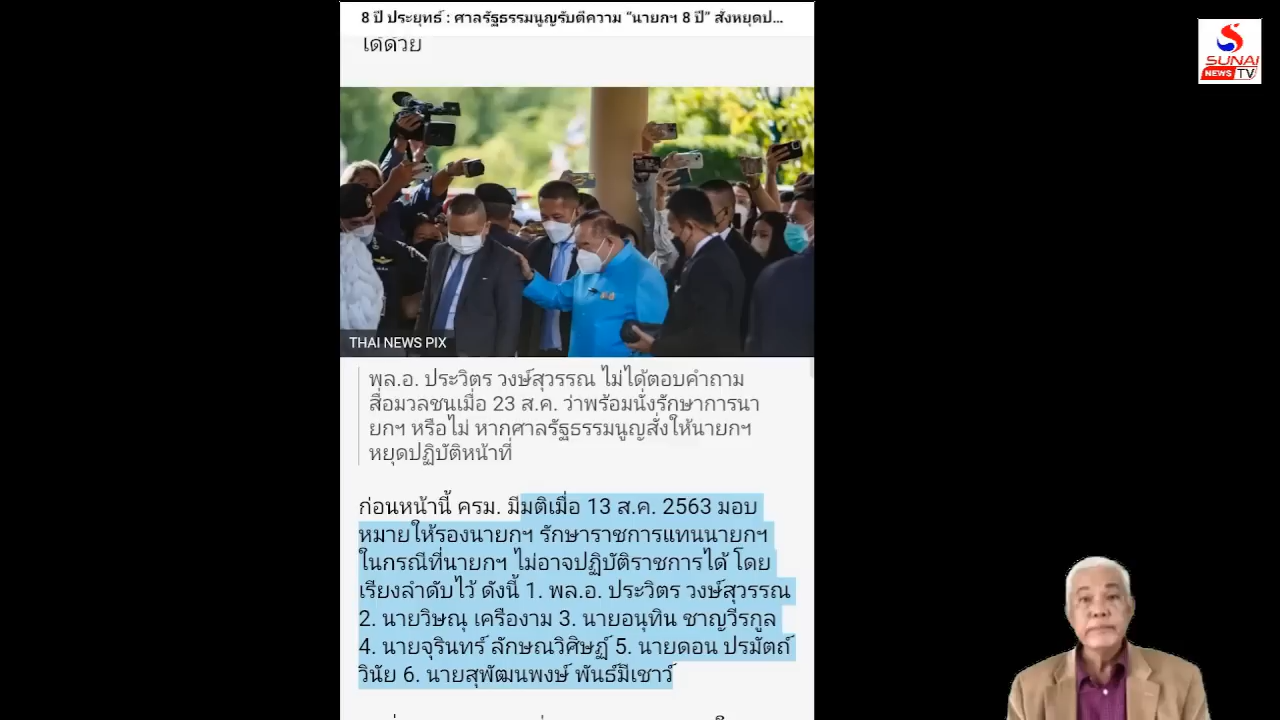 8 ปี ประยุทธ์ : ศาลรัฐธรรมนูญรับตีความ “นายกฯ 8 ปี” สั่งหยุดป...
ได้ด้วย
SUNAI
NEWS TV
THAI NEWS PIX
พล.อ. ประวิตร วงษ์สุวรรณ ไม่ได้ตอบคำถาม
สื่อมวลชนเมื่อ 23 ส.ค. ว่าพร้อมนั่งรักษาการนา
ยกฯ หรือไม่ หากศาลรัฐธรรมนูญสั่งให้นายกฯ
หยุดปฏิบัติหน้าที่
ก่อนหน้านี้ ครม. มีมติเมื่อ 13 ส.ค. 2563 มอบ
หมายให้รองนายกฯ รักษาราชการแทนนายกฯ
ในกรณีที่นายกฯ ไม่อาจปฏิบัติราชการได้ โดย
เรียงลำดับไว้ ดังนี้ 1. พล.อ. ประวิตร วงษ์สุวรรณ
2. นายวิษณุ เครืองาม 3. นายอนุทิน ชาญวีรกูล
4. นายจุรินทร์ ลักษณวิศิษฏ์ 5. นายดอน ปรมัตถ์
วินัย 6. นายสุพัฒนพงษ์ พันธ์มีเชาว์